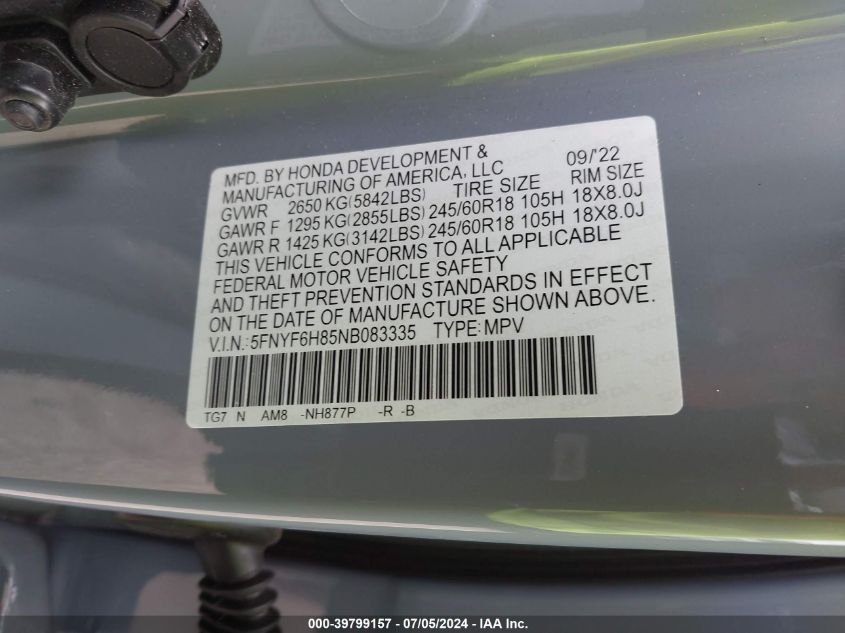 MFD. BY HONDA DEVELOPMENT & 09/'22
MANUFACTURING OF AMERICA, LLC
GVWR 2650 KG(5842LBS) TIRE SIZE RIM SIZE
GAWR F 1295 KG(2855LBS) 245/60R18 105H 18X8.0J
GAWR R 1425 KG(3142LBS) 245/60R18 105H 18X8.0J
THIS VEHICLE CONFORMS TO ALL APPLICABLE
FEDERAL MOTOR VEHICLE SAFETY
AND THEFT PREVENTION STANDARDS IN EFFECT
ON THE DATE OF MANUFACTURE SHOWN ABOVE.
V.I.N.: 5FNYF6H85NB083335 TYPE: MPV
TG7 N AM8 -NH877P -R -B
000-39799157 - 07/05/2024 - IAA Inc.